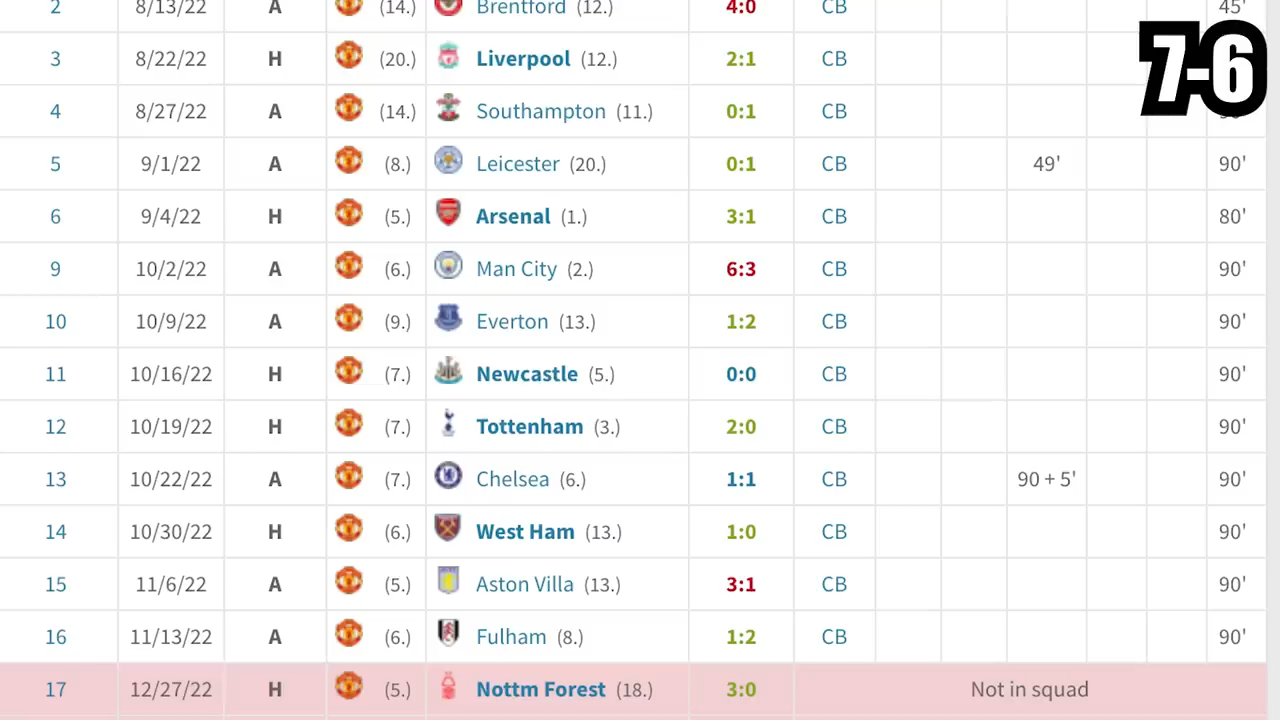 2 8/13/22 A (14.) Brentford (12.) 4:0 CB 45'
7-6
3 8/22/22 H (20.) Liverpool (12.) 2:1 CB
4 8/27/22 A (14.) Southampton (11.) 0:1 CB
5 9/1/22 A (8.) Leicester (20.) 0:1 CB 49' 90'
6 9/4/22 H (5.) Arsenal (1.) 3:1 CB 80'
9 10/2/22 A (6.) Man City (2.) 6:3 CB 90'
10 10/9/22 A (9.) Everton (13.) 1:2 CB 90'
11 10/16/22 H (7.) Newcastle (5.) 0:0 CB 90'
12 10/19/22 H (7.) Tottenham (3.) 2:0 CB 90'
13 10/22/22 A (7.) Chelsea (6.) 1:1 CB 90 + 5' 90'
14 10/30/22 H (6.) West Ham (13.) 1:0 CB 90'
15 11/6/22 A (5.) Aston Villa (13.) 3:1 CB 90'
16 11/13/22 A (6.) Fulham (8.) 1:2 CB 90'
17 12/27/22 H (5.) Nottm Forest (18.) 3:0 Not in squad